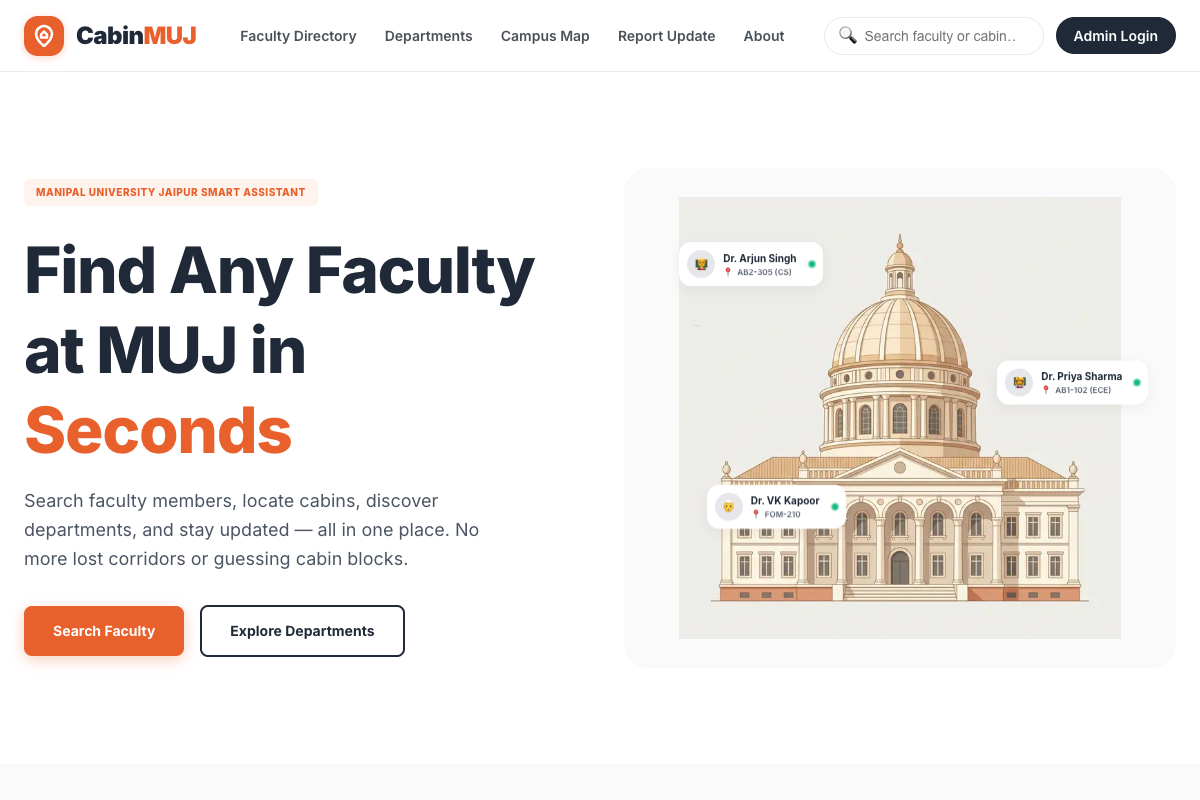 CabinMUJ
Faculty Directory
Departments
Campus Map
Report Update
About
Search faculty or cabin..
Admin Login
MANIPAL UNIVERSITY JAIPUR SMART ASSISTANT
Find Any Faculty
at MUJ in
Seconds
Search faculty members, locate cabins, discover
departments, and stay updated — all in one place. No
more lost corridors or guessing cabin blocks.
Search Faculty
Explore Departments
Dr. Arjun Singh
AB2-305 (CS)
Dr. Priya Sharma
AB1-102 (ECE)
Dr. VK Kapoor
FOM-210